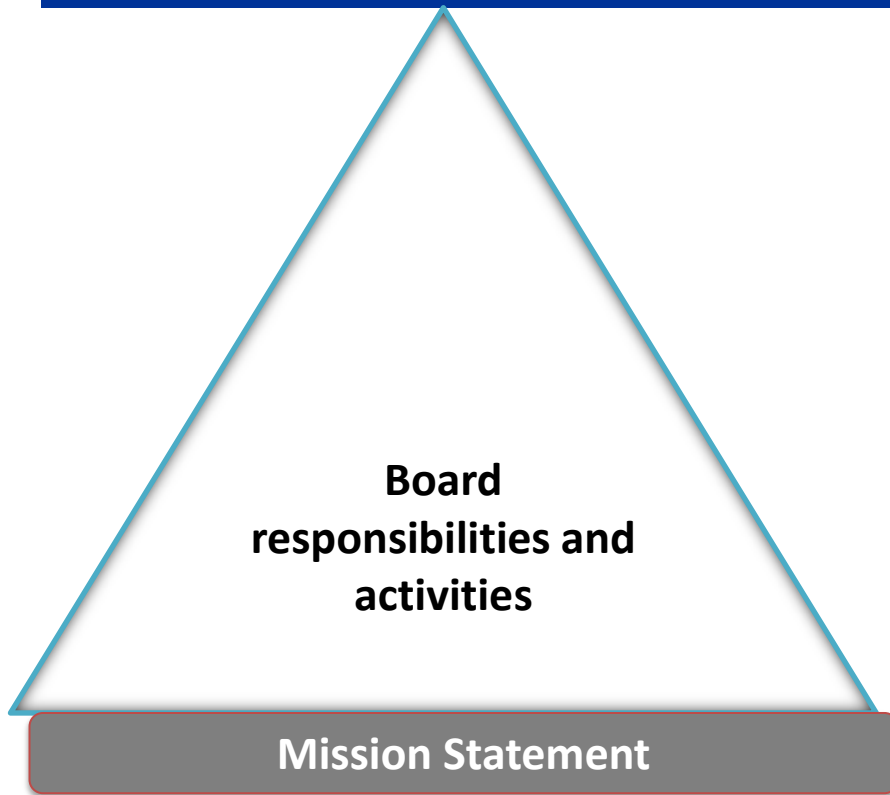 Board
responsibilities and
activities
Mission Statement